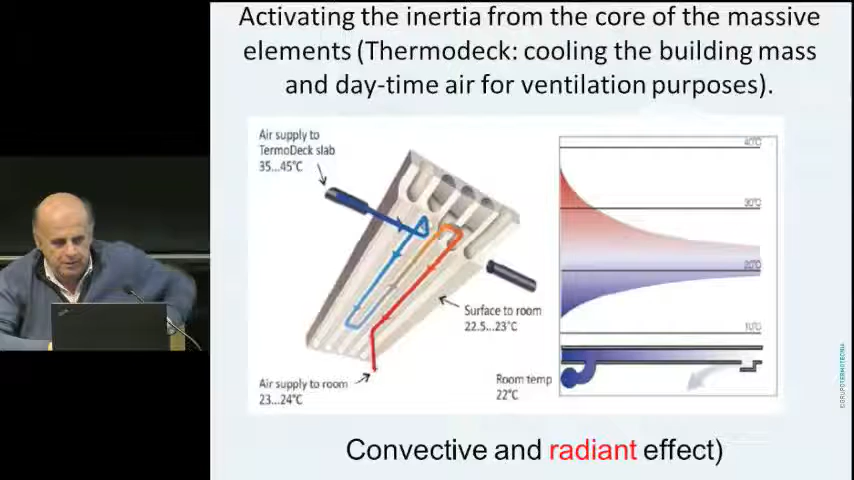 Activating the inertia from the core of the massive
elements (Thermodeck: cooling the building mass
and day-time air for ventilation purposes).
Air supply to
TermoDeck slab
35...45°C
Surface to room
22.5...23°C
Air supply to room
23...24°C
Room temp
22°C
40°C
30°C
20°C
10°C
Convective and radiant effect)
©GRUPOTERMOTECNIA